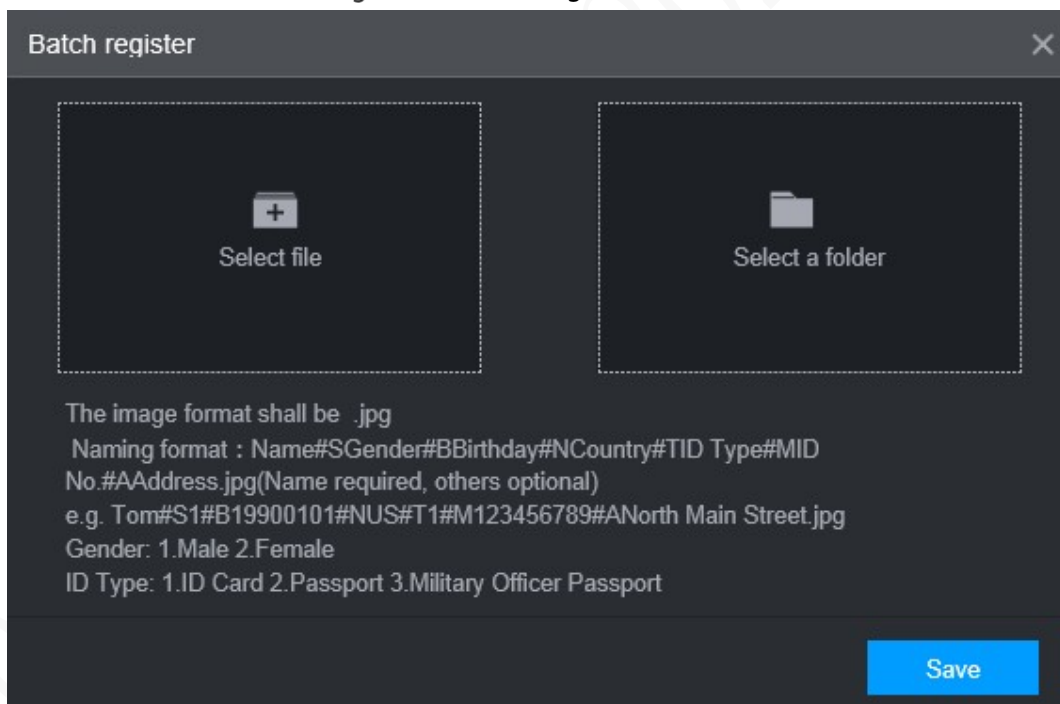 Batch register
Select file
Select a folder
The image format shall be .jpg
Naming format : Name#SGender#BBirthday#NCountry#TID Type#MID
No.#AAddress.jpg(Name required, others optional)
e.g. Tom#S1#B19900101#NUS#T1#M123456789#ANorth Main Street.jpg
Gender: 1.Male 2.Female
ID Type: 1.ID Card 2.Passport 3.Military Officer Passport
Save